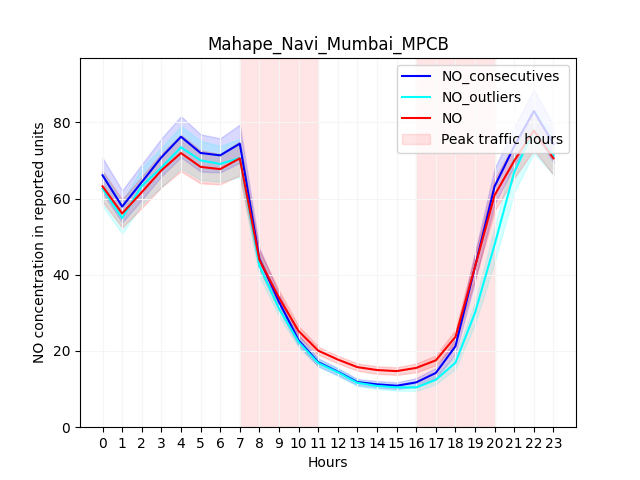 Mahape_Navi_Mumbai_MPCB
NO_consecutives
NO_outliers
NO
Peak traffic hours
NO concentration in reported units
80
60
40
20
0
0 1 2 3 4 5 6 7 8 9 10 11 12 13 14 15 16 17 18 19 20 21 22 23
Hours